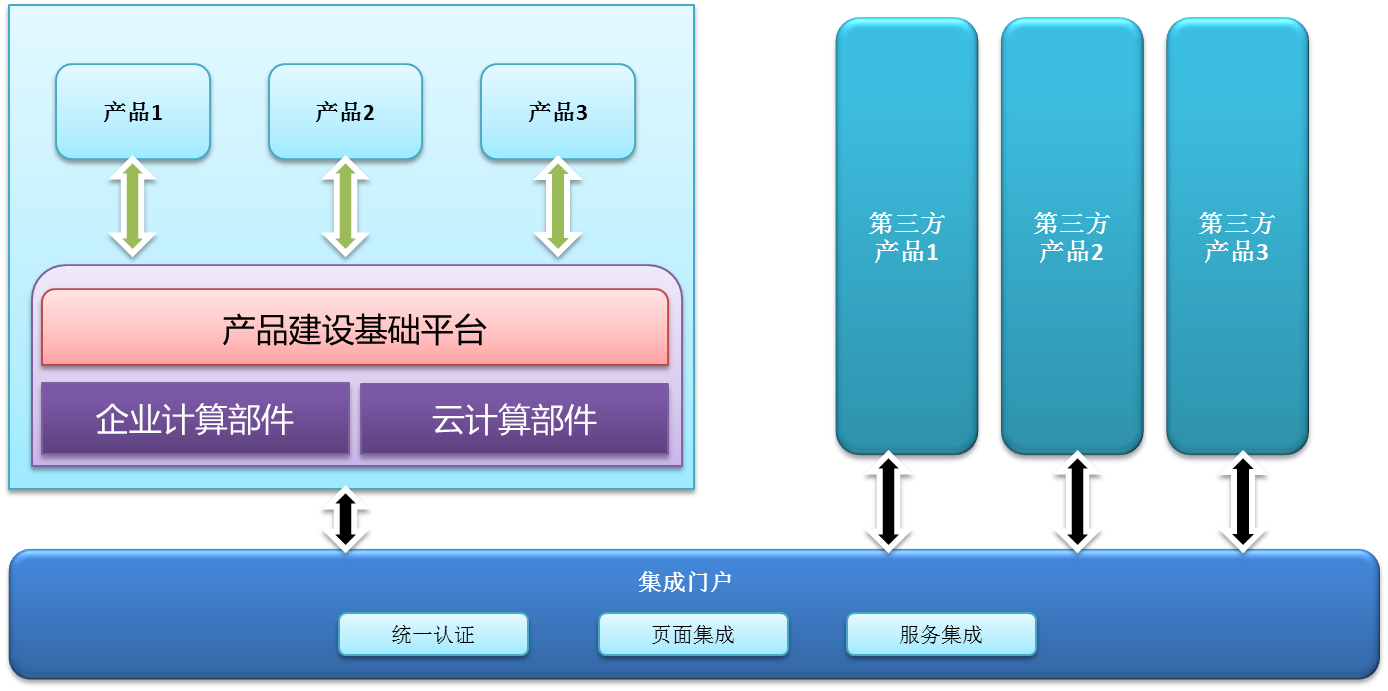 产品1
产品2
产品3
产品建设基础平台
企业计算部件
云计算部件
第三方
产品1
第三方
产品2
第三方
产品3
集成门户
统一认证
页面集成
服务集成